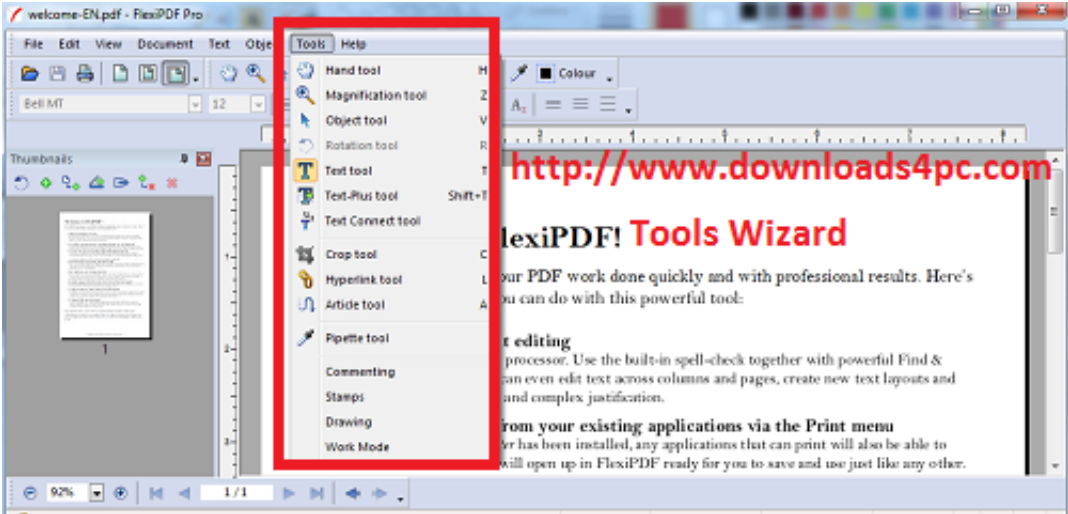 welcome-EN.pdf - FlexiPDF Pro
File Edit View Document Text Obje Tools Help
Colour
Bell MT 12
Thumbnails
1
Hand tool H
Magnification tool Z
Object tool V
Rotation tool R
Text tool T
Text-Plus tool Shift+T
Text Connect tool
Crop tool C
Hyperlink tool L
Article tool A
Pipette tool
Commenting
Stamps
Drawing
Work Mode
http://www.downloads4pc.com
lexiPDF! Tools Wizard
our PDF work done quickly and with professional results. Here's
ou can do with this powerful tool:
t editing
processor. Use the built-in spell-check together with powerful Find &
can even edit text across columns and pages, create new text layouts and
and complex justification.
rom your existing applications via the Print menu
er has been installed, any applications that can print will also be able to
will open up in FlexiPDF ready for you to save and use just like any other.
92% 1/1